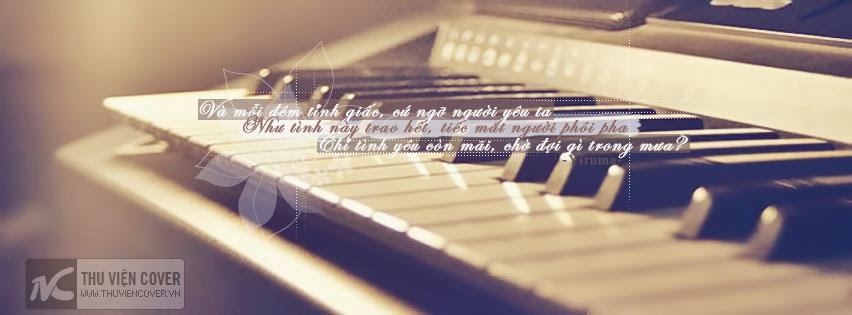 Và mỗi đêm tỉnh giấc, cứ ngỡ người yêu ta
Như tình này trao hết, tiếc mắt người phôi pha
Chỉ tình yêu còn mãi, chờ đợi gì trong mưa?
Yiruma
THƯ VIỆN COVER
WWW.THUVIENCOVER.VN